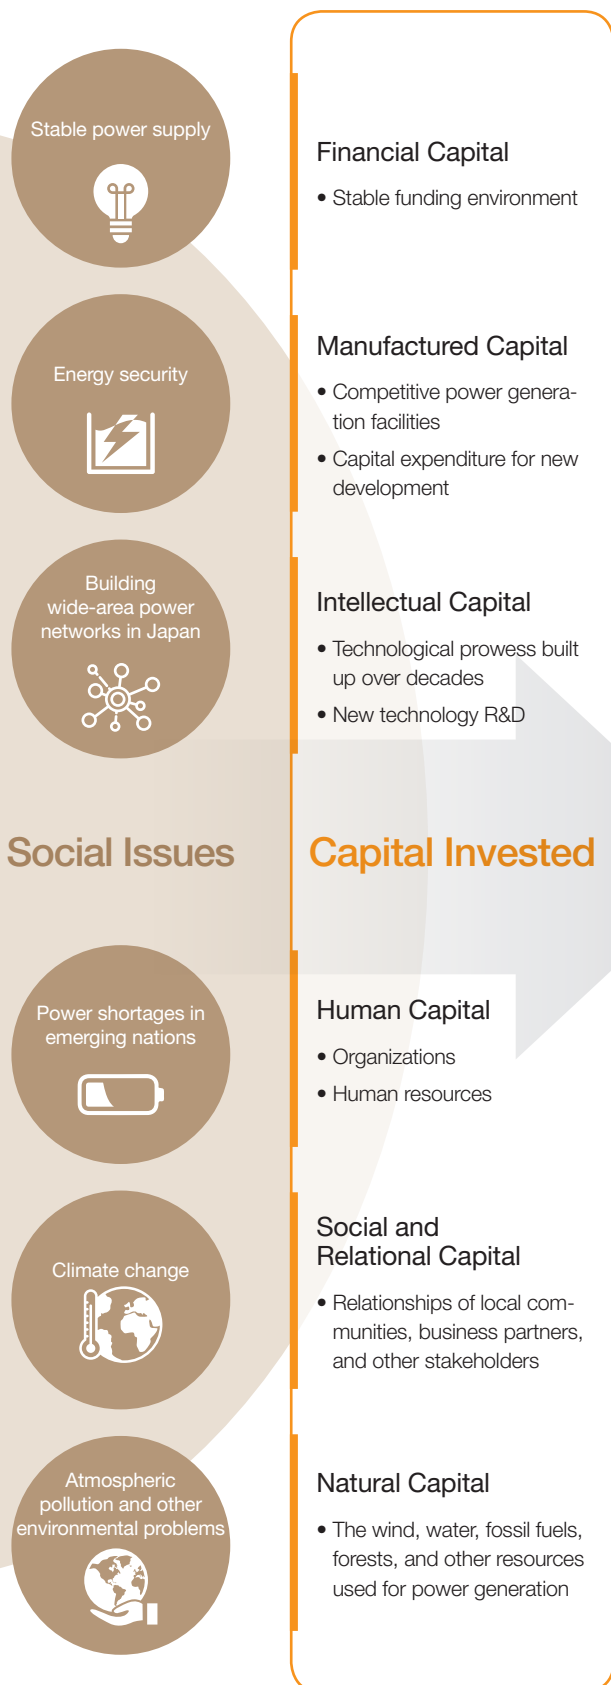 Stable power supply
Energy security
Building
wide-area power
networks in Japan
Social Issues
Power shortages in
emerging nations
Climate change
Atmospheric
pollution and other
environmental problems
Financial Capital
• Stable funding environment
Manufactured Capital
• Competitive power genera-
tion facilities
• Capital expenditure for new
development
Intellectual Capital
• Technological prowess built
up over decades
• New technology R&D
Capital Invested
Human Capital
• Organizations
• Human resources
Social and
Relational Capital
• Relationships of local com-
munities, business partners,
and other stakeholders
Natural Capital
• The wind, water, fossil fuels,
forests, and other resources
used for power generation